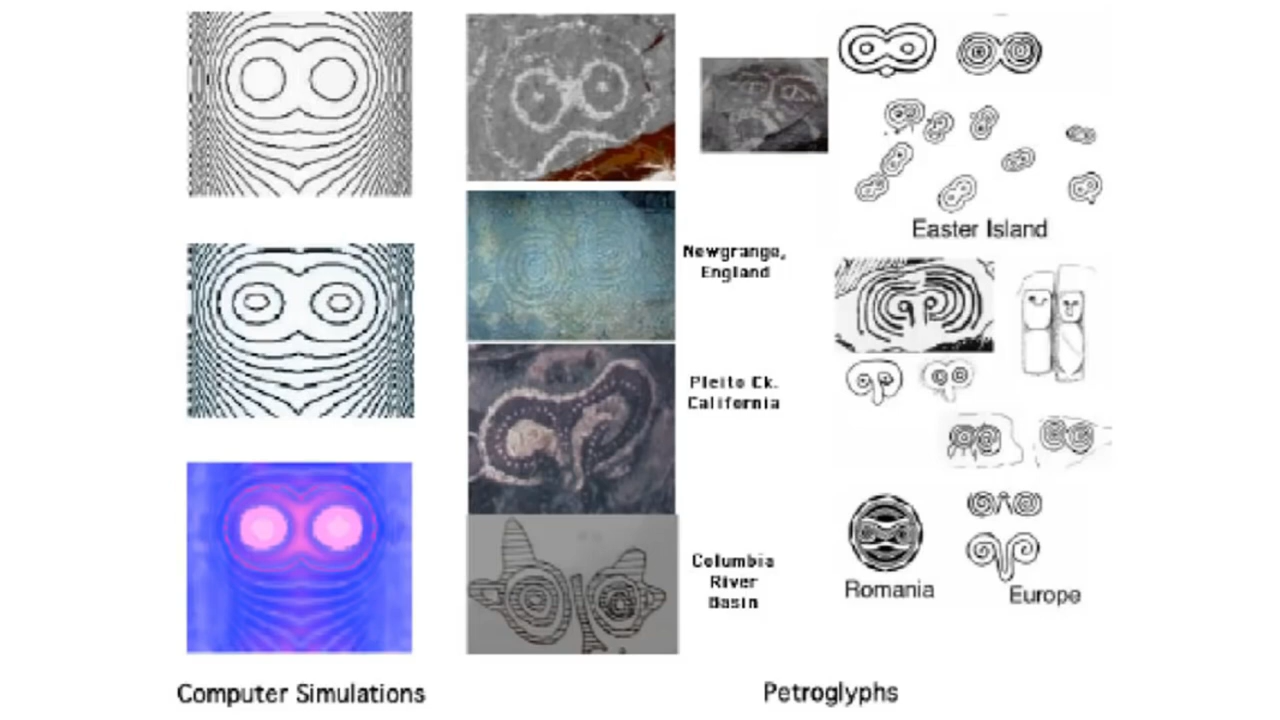 Easter Island
Newgrange,
England
Pleito Ck.
California
Columbia
River
Basin
Romania
Europe
Computer Simulations
Petroglyphs